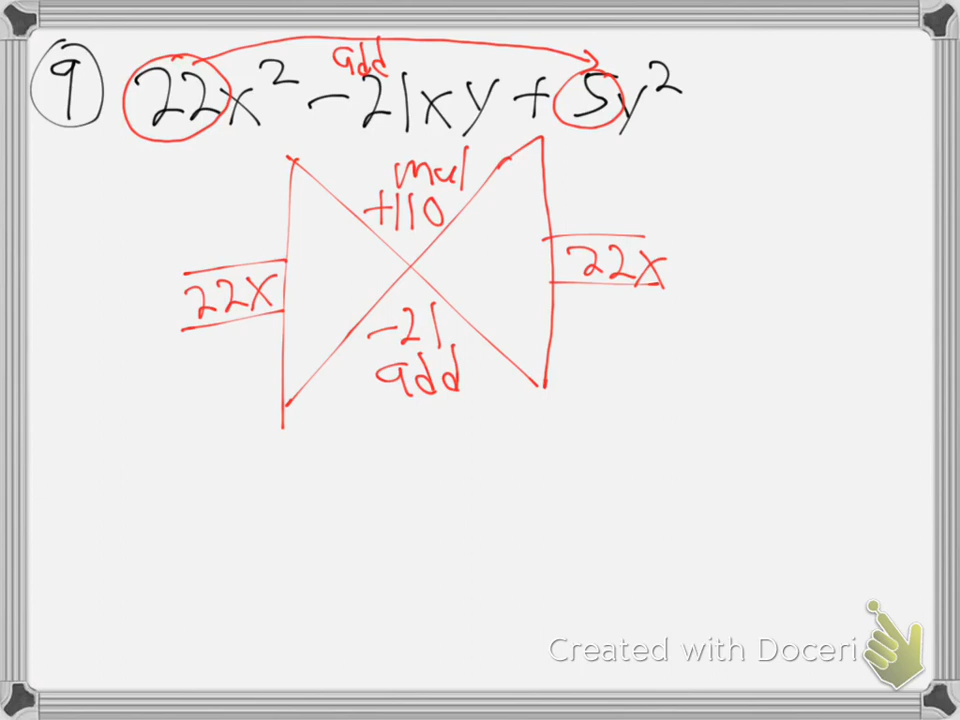 9 22x² - 21xy + 5y²
add
mul
+110
22x 22x
-21
add
Created with Doceri